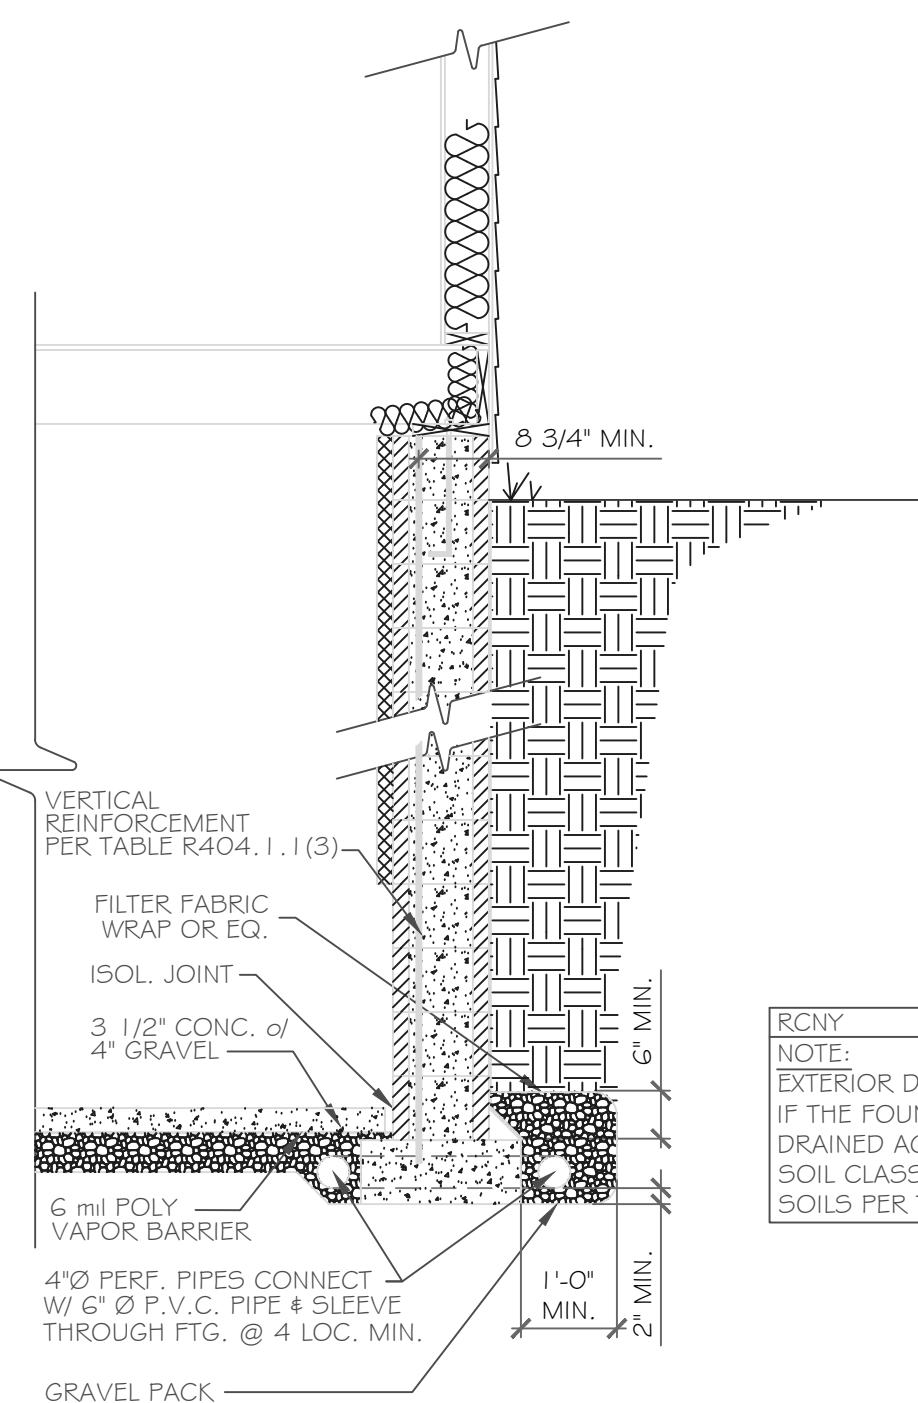 8 3/4" MIN.
VERTICAL
REINFORCEMENT
PER TABLE R404.1.1(3)
FILTER FABRIC
WRAP OR EQ.
ISOL. JOINT
3 1/2" CONC. o/
4" GRAVEL
6" MIN.
6 mil POLY
VAPOR BARRIER
4"Ø PERF. PIPES CONNECT
W/ 6" Ø P.V.C. PIPE & SLEEVE
THROUGH FTG. @ 4 LOC. MIN.
1'-0"
MIN.
2" MIN.
GRAVEL PACK
RCNY
NOTE:
EXTERIOR D
IF THE FOUN
DRAINED AC
SOIL CLASS
SOILS PER